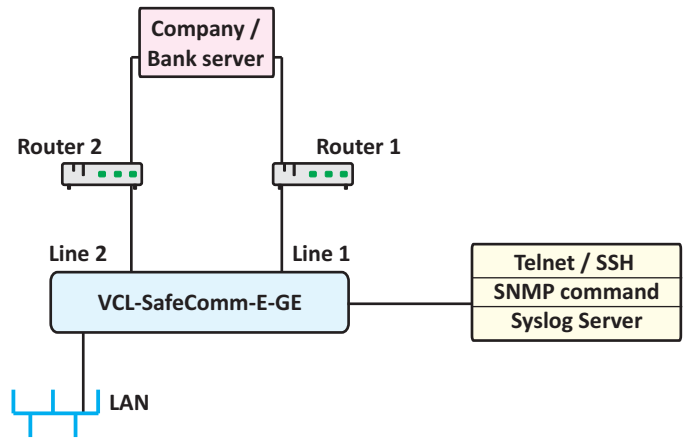 Company /
Bank server
Router 2
Router 1
Line 2
Line 1
VCL-SafeComm-E-GE
Telnet / SSH
SNMP command
Syslog Server
LAN